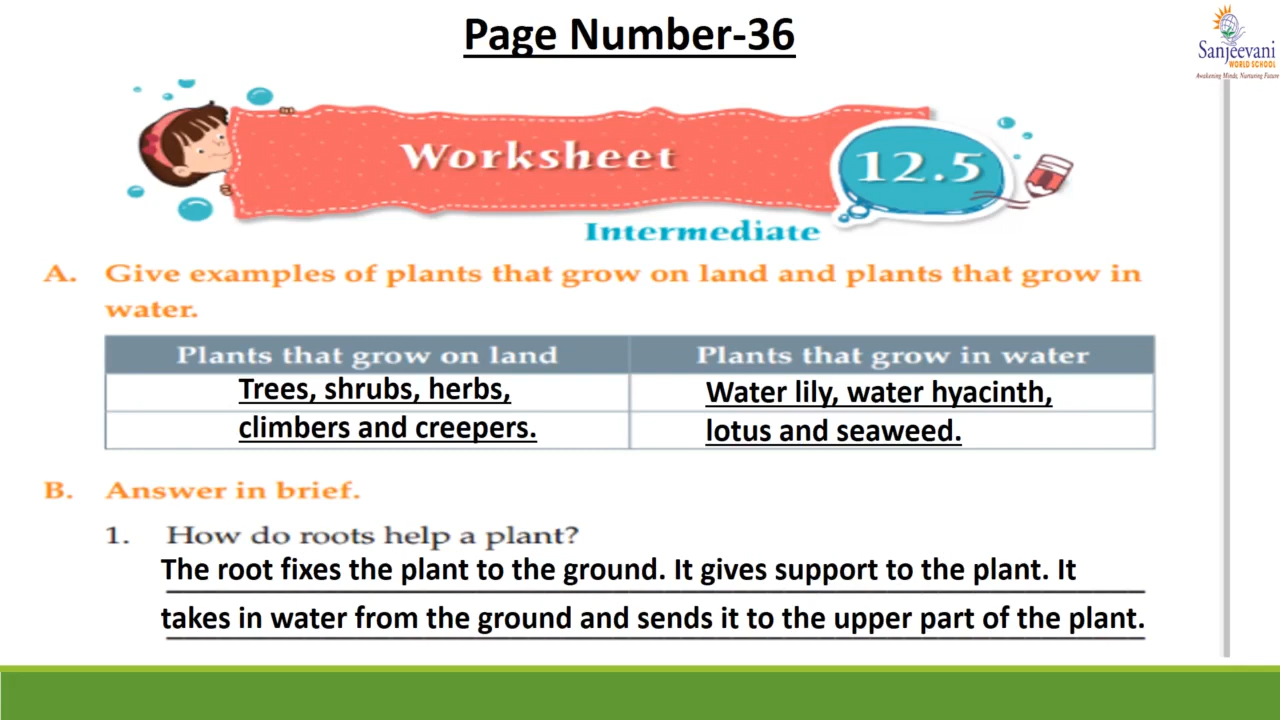 Page Number-36
Sanjeevani
WORLD SCHOOL
Awakening Minds, Nurturing Future
Worksheet 12.5
Intermediate
A. Give examples of plants that grow on land and plants that grow in
water.
Plants that grow on land Plants that grow in water
Trees, shrubs, herbs, Water lily, water hyacinth,
climbers and creepers. lotus and seaweed.
B. Answer in brief.
1. How do roots help a plant?
The root fixes the plant to the ground. It gives support to the plant. It
takes in water from the ground and sends it to the upper part of the plant.